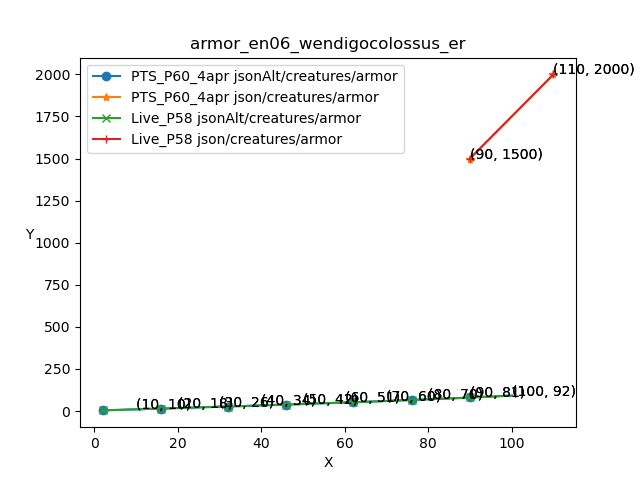 armor_en06_wendigocolossus_er
PTS_P60_4apr jsonAlt/creatures/armor
PTS_P60_4apr json/creatures/armor
Live_P58 jsonAlt/creatures/armor
Live_P58 json/creatures/armor
(110, 2000)
(90, 1500)
2000
1750
1500
1250
1000
750
500
250
0
Y
(10, 10)
(20, 18)
(30, 26)
(40, 34)
(50, 42)
(60, 51)
(70, 60)
(80, 70)
(90, 81)
(100, 92)
0 20 40 60 80 100
X